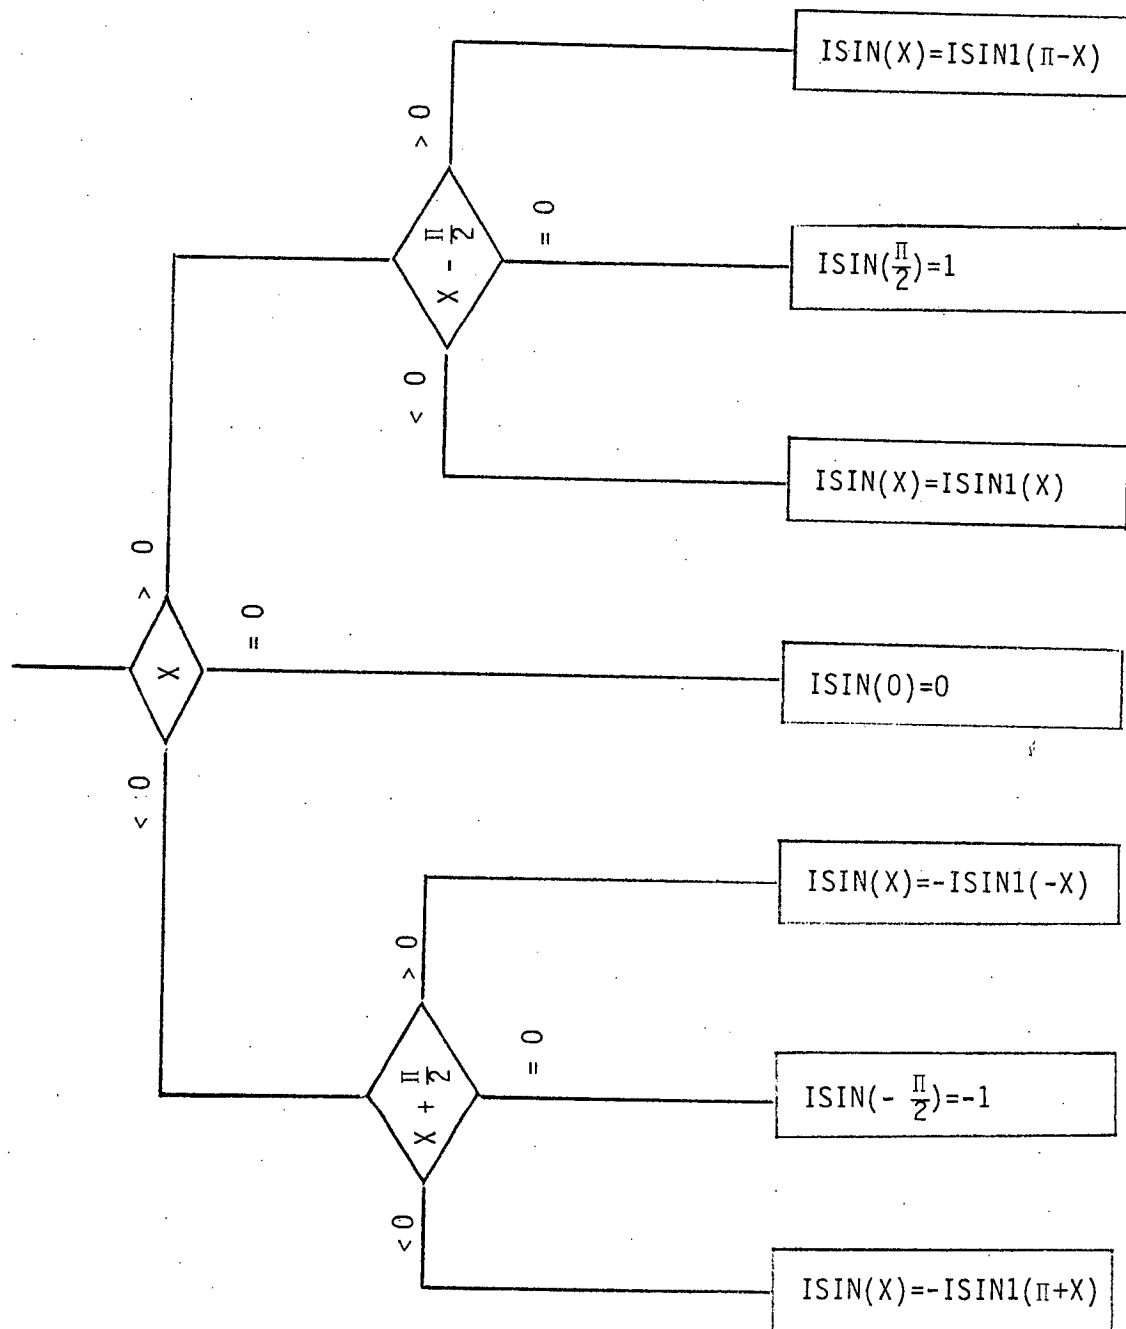 ISIN(X)=ISIN1(Π-X)
> 0
X - Π/2
= 0
ISIN(Π/2)=1
< 0
ISIN(X)=ISIN1(X)
> 0
X
= 0
ISIN(0)=0
< 0
ISIN(X)=-ISIN1(-X)
> 0
X + Π/2
= 0
ISIN(- Π/2)=-1
<0
ISIN(X)=-ISIN1(Π+X)